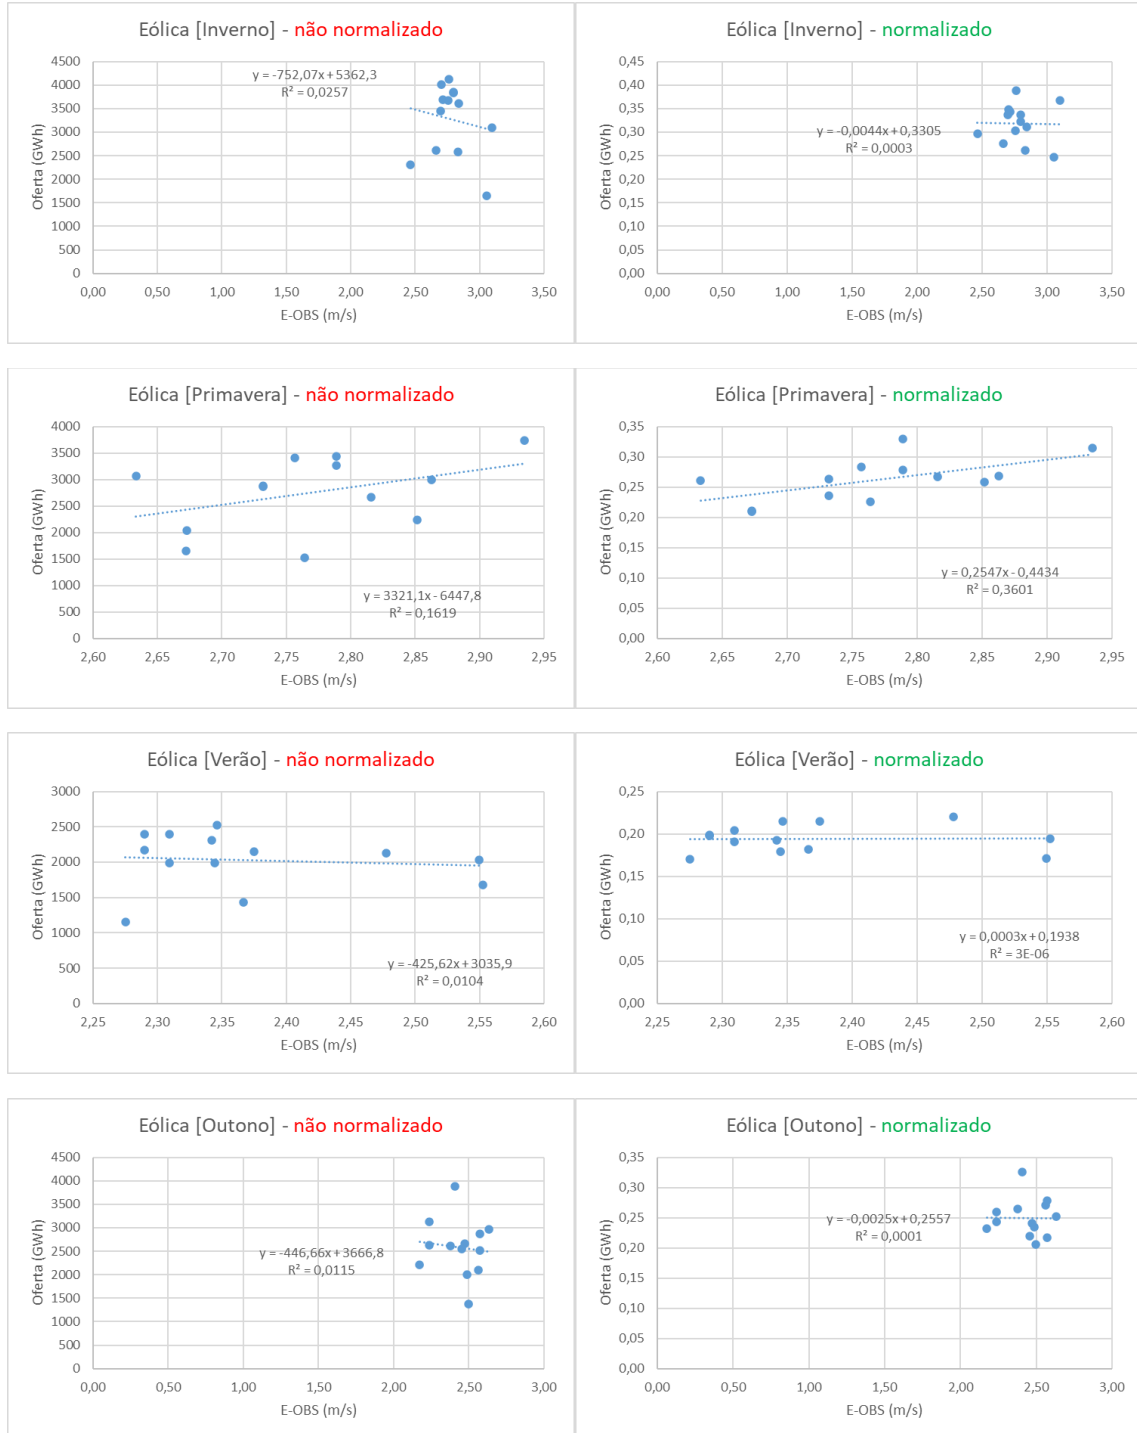 Eólica [Inverno] - não normalizado
y = -752,07x + 5362,3
R² = 0,0257
Oferta (GWh)
4500
4000
3500
3000
2500
2000
1500
1000
500
0
0,00 0,50 1,00 1,50 2,00 2,50 3,00 3,50
E-OBS (m/s)
Eólica [Inverno] - normalizado
y = -0,0044x + 0,3305
R² = 0,0003
Oferta (GWh)
0,45
0,40
0,35
0,30
0,25
0,20
0,15
0,10
0,05
0,00
0,00 0,50 1,00 1,50 2,00 2,50 3,00 3,50
E-OBS (m/s)
Eólica [Primavera] - não normalizado
Oferta (GWh)
4000
3500
3000
2500
2000
1500
1000
500
0
y = 3321,1x - 6447,8
R² = 0,1619
2,60 2,65 2,70 2,75 2,80 2,85 2,90 2,95
E-OBS (m/s)
Eólica [Primavera] - normalizado
Oferta (GWh)
0,35
0,30
0,25
0,20
0,15
0,10
0,05
0,00
y = 0,2547x - 0,4434
R² = 0,3601
2,60 2,65 2,70 2,75 2,80 2,85 2,90 2,95
E-OBS (m/s)
Eólica [Verão] - não normalizado
Oferta (GWh)
3000
2500
2000
1500
1000
500
0
y = -425,62x + 3035,9
R² = 0,0104
2,25 2,30 2,35 2,40 2,45 2,50 2,55 2,60
E-OBS (m/s)
Eólica [Verão] - normalizado
Oferta (GWh)
0,25
0,20
0,15
0,10
0,05
0,00
y = 0,0003x + 0,1938
R² = 3E-06
2,25 2,30 2,35 2,40 2,45 2,50 2,55 2,60
E-OBS (m/s)
Eólica [Outono] - não normalizado
Oferta (GWh)
4500
4000
3500
3000
2500
2000
1500
1000
500
0
y = -446,66x + 3666,8
R² = 0,0115
0,00 0,50 1,00 1,50 2,00 2,50 3,00
E-OBS (m/s)
Eólica [Outono] - normalizado
Oferta (GWh)
0,35
0,30
0,25
0,20
0,15
0,10
0,05
0,00
y = -0,0025x + 0,2557
R² = 0,0001
0,00 0,50 1,00 1,50 2,00 2,50 3,00
E-OBS (m/s)